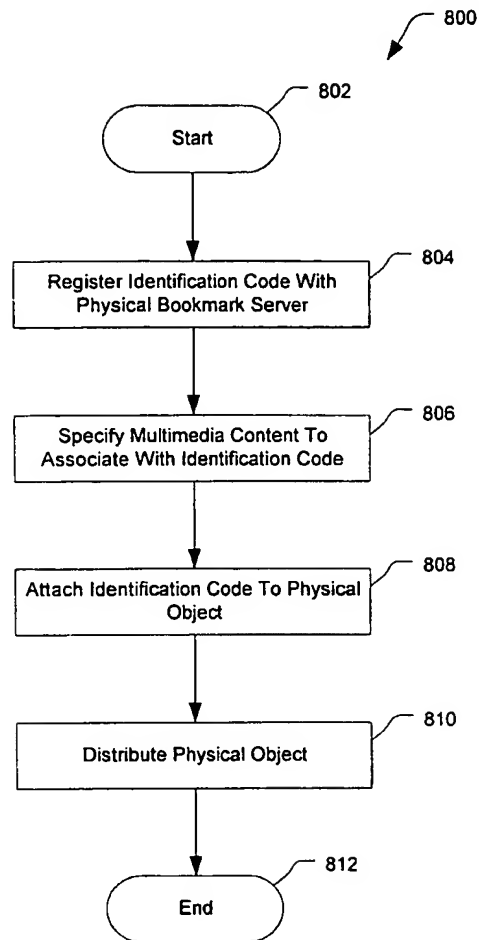 800
802
Start
804
Register Identification Code With
Physical Bookmark Server
806
Specify Multimedia Content To
Associate With Identification Code
808
Attach Identification Code To Physical
Object
810
Distribute Physical Object
812
End